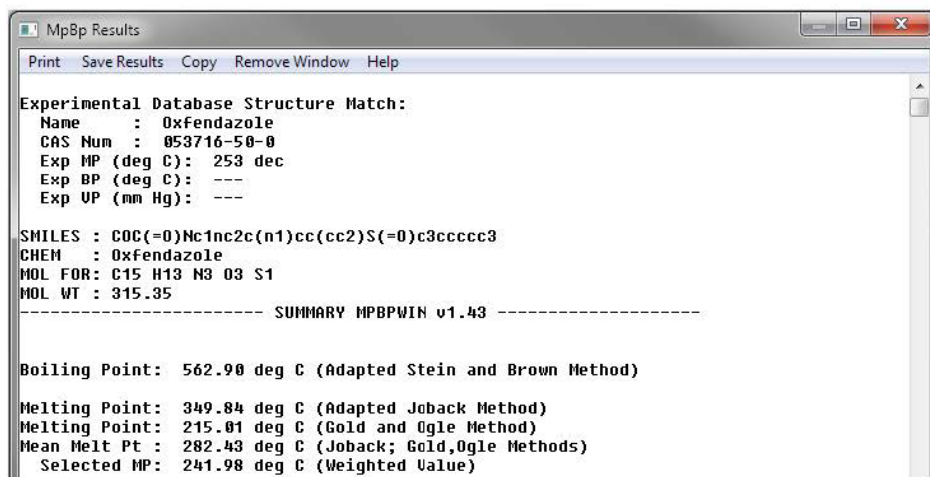 MpBp Results
Print Save Results Copy Remove Window Help
Experimental Database Structure Match:
Name : Oxfendazole
CAS Num : 053716-50-0
Exp MP (deg C): 253 dec
Exp BP (deg C): ---
Exp VP (mm Hg): ---
SMILES : COC(=O)Nc1nc2c(n1)cc(cc2)S(=O)c3ccccc3
CHEM : Oxfendazole
MOL FOR: C15 H13 N3 O3 S1
MOL WT : 315.35
------------------------ SUMMARY MPBPWIN v1.43 --------------------
Boiling Point: 562.90 deg C (Adapted Stein and Brown Method)
Melting Point: 349.84 deg C (Adapted Joback Method)
Melting Point: 215.01 deg C (Gold and Ogle Method)
Mean Melt Pt : 282.43 deg C (Joback; Gold,Ogle Methods)
Selected MP: 241.98 deg C (Weighted Value)